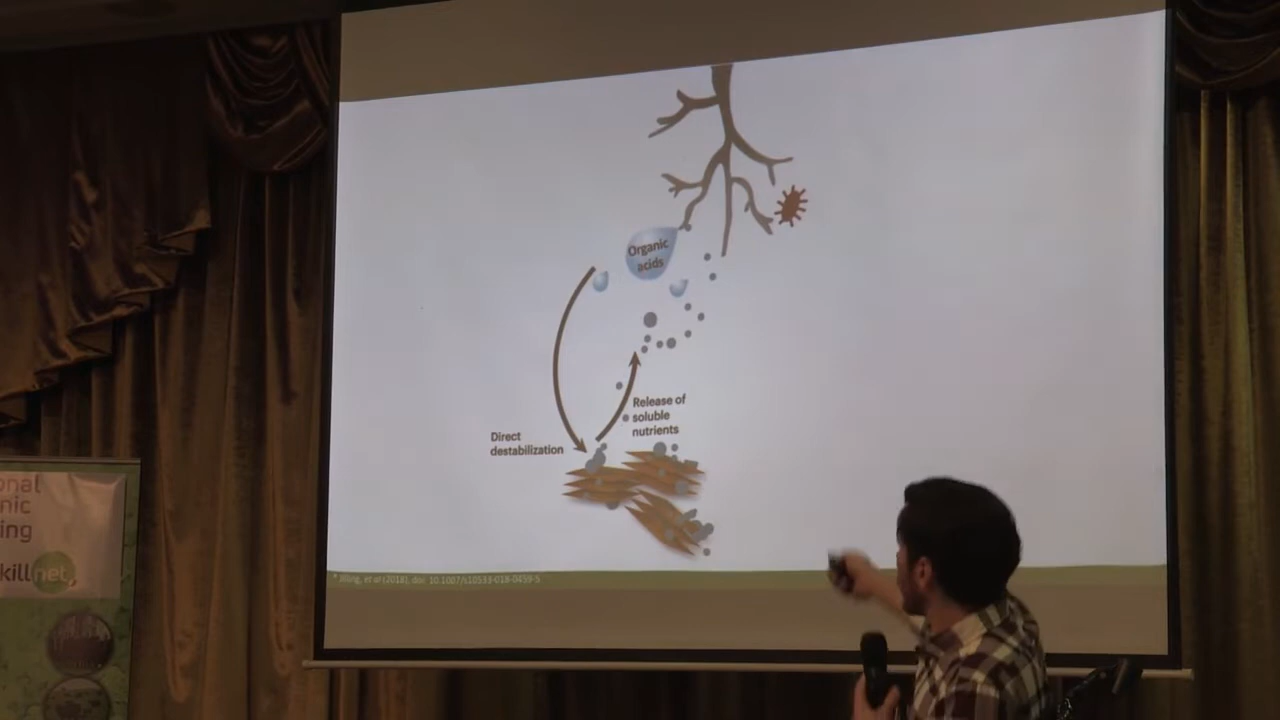 Organic
acids
Release of
soluble
nutrients
Direct
destabilization
* Jilling, et al (2018), doi: 10.1007/s10533-018-0459-5
onal
nic
ing
killnet